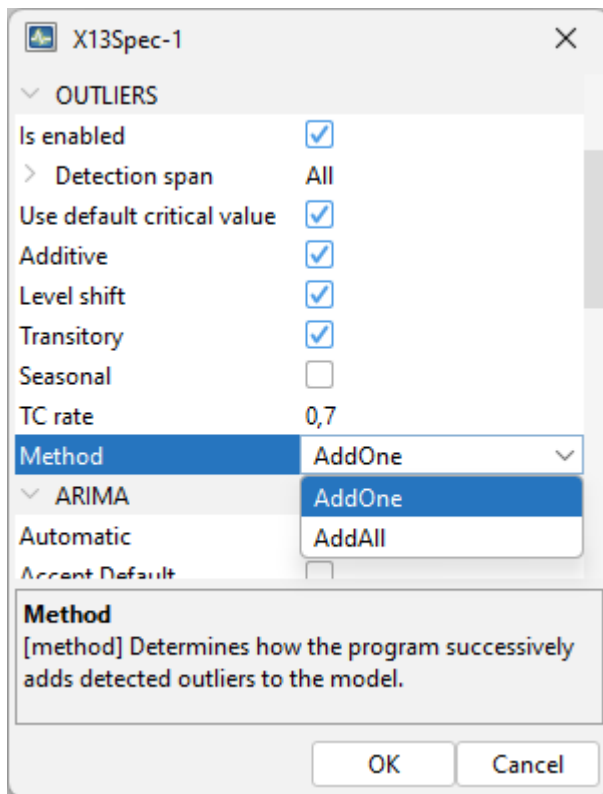 X13Spec-1
OUTLIERS
Is enabled
Detection span All
Use default critical value
Additive
Level shift
Transitory
Seasonal
TC rate 0,7
Method AddOne
ARIMA
AddOne
Automatic
AddAll
Accept Default
Method
[method] Determines how the program successively
adds detected outliers to the model.
OK Cancel